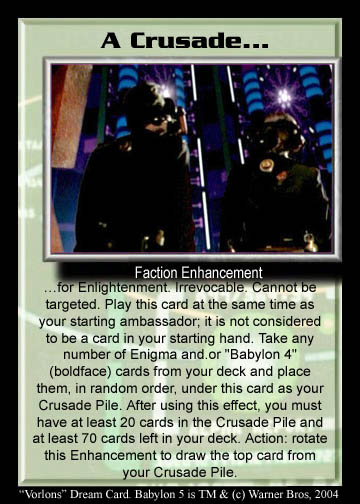 A Crusade...
Faction Enhancement
...for Enlightenment. Irrevocable. Cannot be
targeted. Play this card at the same time as
your starting ambassador; it is not considered
to be a card in your starting hand. Take any
number of Enigma and.or "Babylon 4"
(boldface) cards from your deck and place
them, in random order, under this card as your
Crusade Pile. After using this effect, you must
have at least 20 cards in the Crusade Pile and
at least 70 cards left in your deck. Action: rotate
this Enhancement to draw the top card from
your Crusade Pile.
“Vorlons” Dream Card. Babylon 5 is TM & (c) Warner Bros, 2004